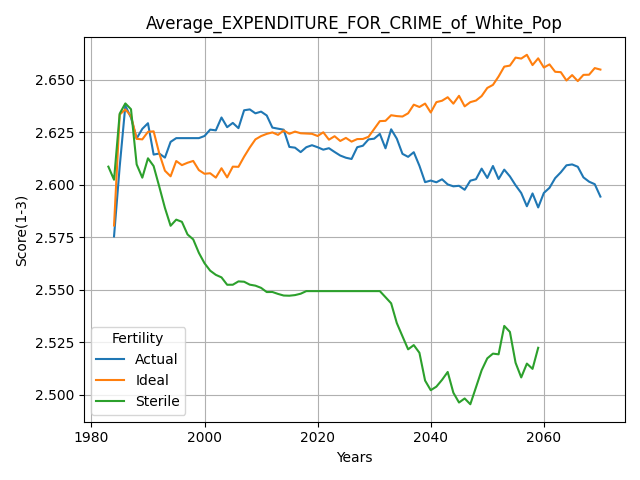 Average_EXPENDITURE_FOR_CRIME_of_White_Pop
Score(1-3)
2.650
2.625
2.600
2.575
2.550
2.525
2.500
Fertility
Actual
Ideal
Sterile
1980
2000
2020
2040
2060
Years